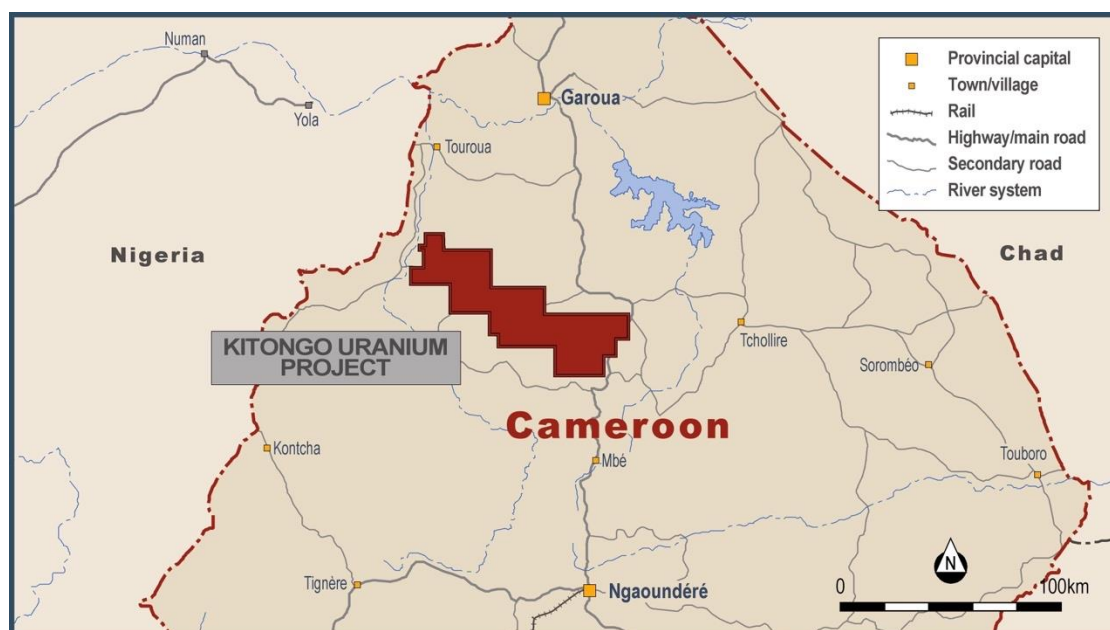 Numan
Yola
Garoua
Touroua
Nigeria
Chad
KITONGO URANIUM
PROJECT
Tchollire
Sorombéo
Cameroon
Kontcha
Mbé
Touboro
Tignère
Ngaoundéré
Provincial capital
Town/village
Rail
Highway/main road
Secondary road
River system
N
0
100km